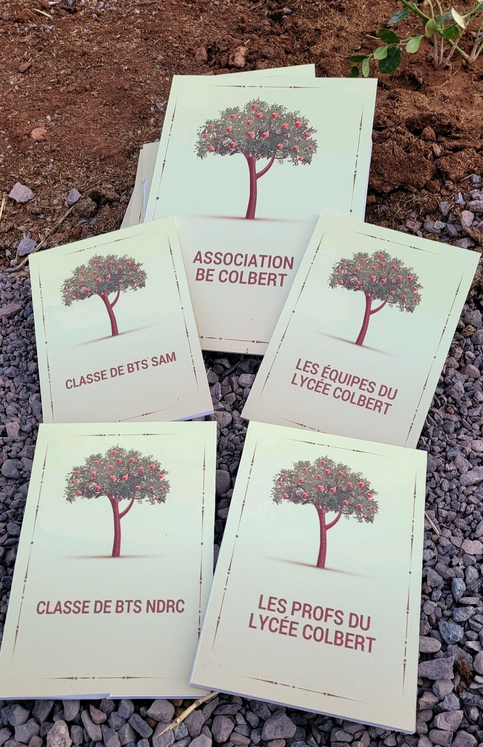 ASSOCIATION
BE COLBERT
CLASSE DE BTS SAM
LES ÉQUIPES DU
LYCÉE COLBERT
CLASSE DE BTS NDRC
LES PROFS DU
LYCÉE COLBERT